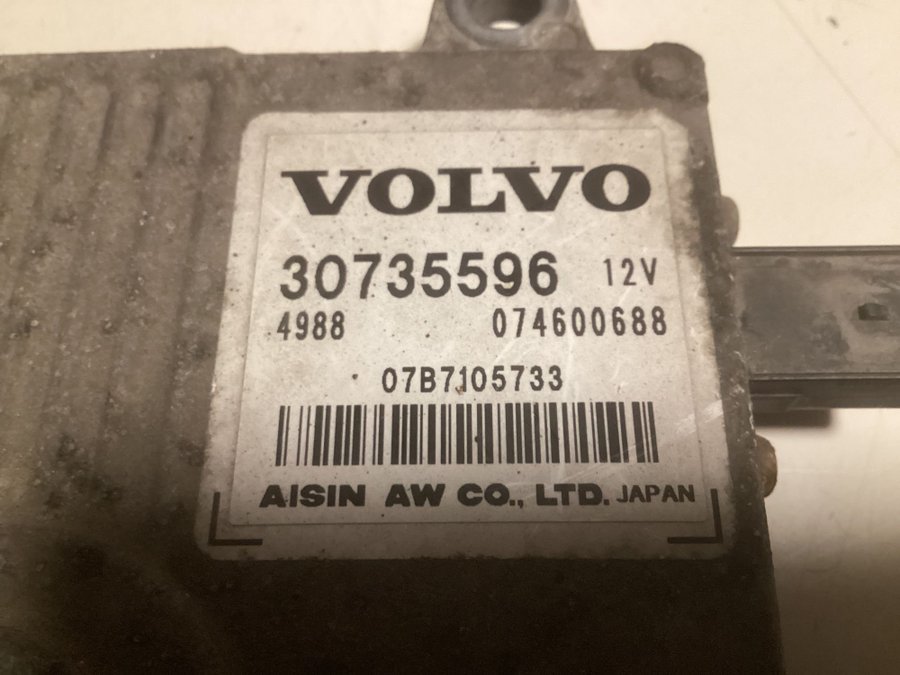 VOLVO
30735596 12V
4988 074600688
07B7105733
AISIN AW CO., LTD. JAPAN